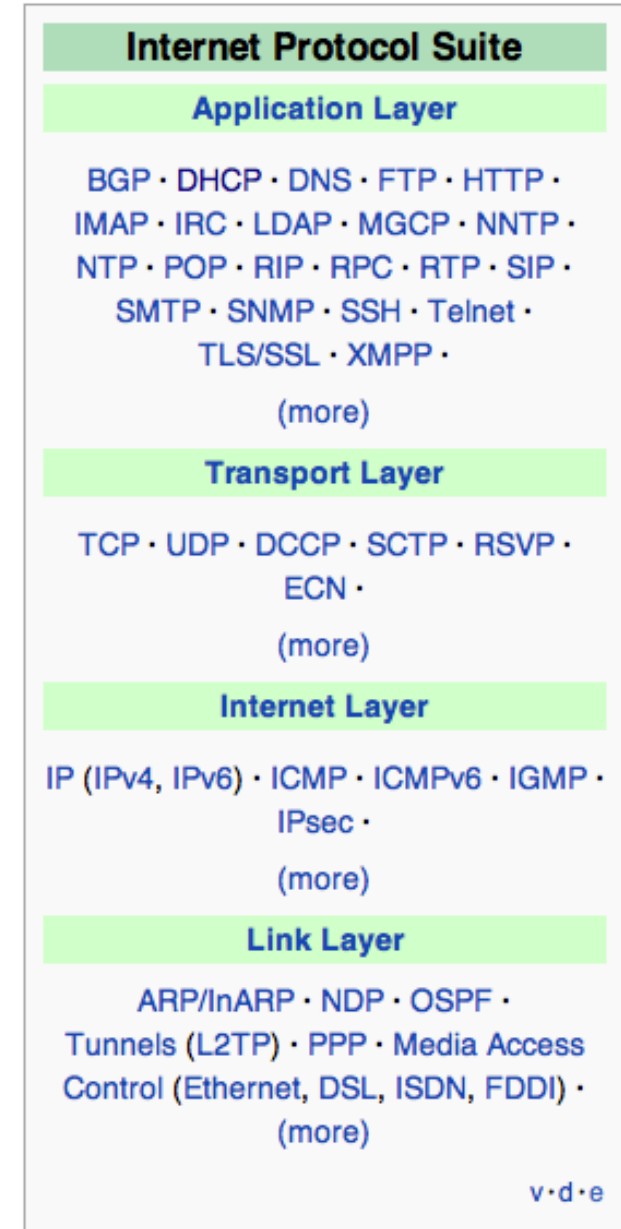 Internet Protocol Suite
Application Layer
BGP · DHCP · DNS · FTP · HTTP ·
IMAP · IRC · LDAP · MGCP · NNTP ·
NTP · POP · RIP · RPC · RTP · SIP ·
SMTP · SNMP · SSH · Telnet ·
TLS/SSL · XMPP ·
(more)
Transport Layer
TCP · UDP · DCCP · SCTP · RSVP ·
ECN ·
(more)
Internet Layer
IP (IPv4, IPv6) · ICMP · ICMPv6 · IGMP ·
IPsec ·
(more)
Link Layer
ARP/InARP · NDP · OSPF ·
Tunnels (L2TP) · PPP · Media Access
Control (Ethernet, DSL, ISDN, FDDI) ·
(more)
v·d·e